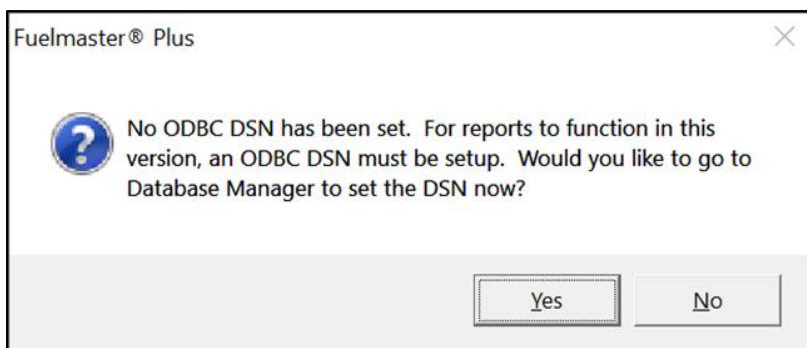 Fuelmaster® Plus
No ODBC DSN has been set.  For reports to function in this
version, an ODBC DSN must be setup.  Would you like to go to
Database Manager to set the DSN now?
Yes
No